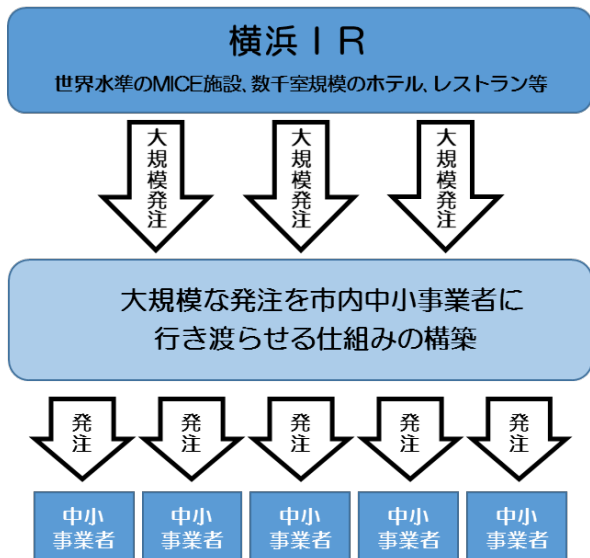 横浜ＩＲ
世界水準のMICE施設、数千室規模のホテル、レストラン等
大規模発注
大規模発注
大規模発注
大規模な発注を市内中小事業者に
行き渡らせる仕組みの構築
発注
発注
発注
発注
発注
中小
事業者
中小
事業者
中小
事業者
中小
事業者
中小
事業者